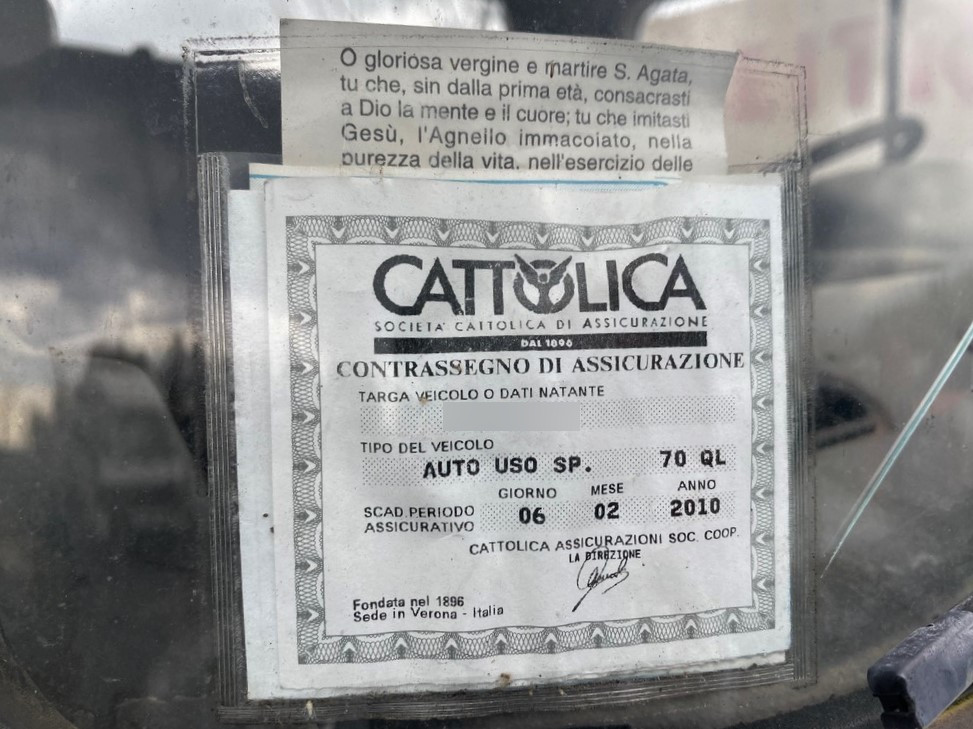 O gloriosa vergine e martire S. Agata,
tu che, sin dalla prima età, consacrasti
a Dio la mente e il cuore; tu che imitasti
Gesù, l'Agnello immacoiato, nella
purezza della vita, nell'esercizio delle
CATTOLICA
SOCIETA' CATTOLICA DI ASSICURAZIONE
DAL 1896
CONTRASSEGNO DI ASSICURAZIONE
TARGA VEICOLO O DATI NATANTE
TIPO DEL VEICOLO
AUTO USO SP. 70 QL
GIORNO MESE ANNO
SCAD. PERIODO
ASSICURATIVO
06 02 2010
CATTOLICA ASSICURAZIONI SOC. COOP.
LA DIREZIONE
Fondata nel 1896
Sede in Verona - Italia